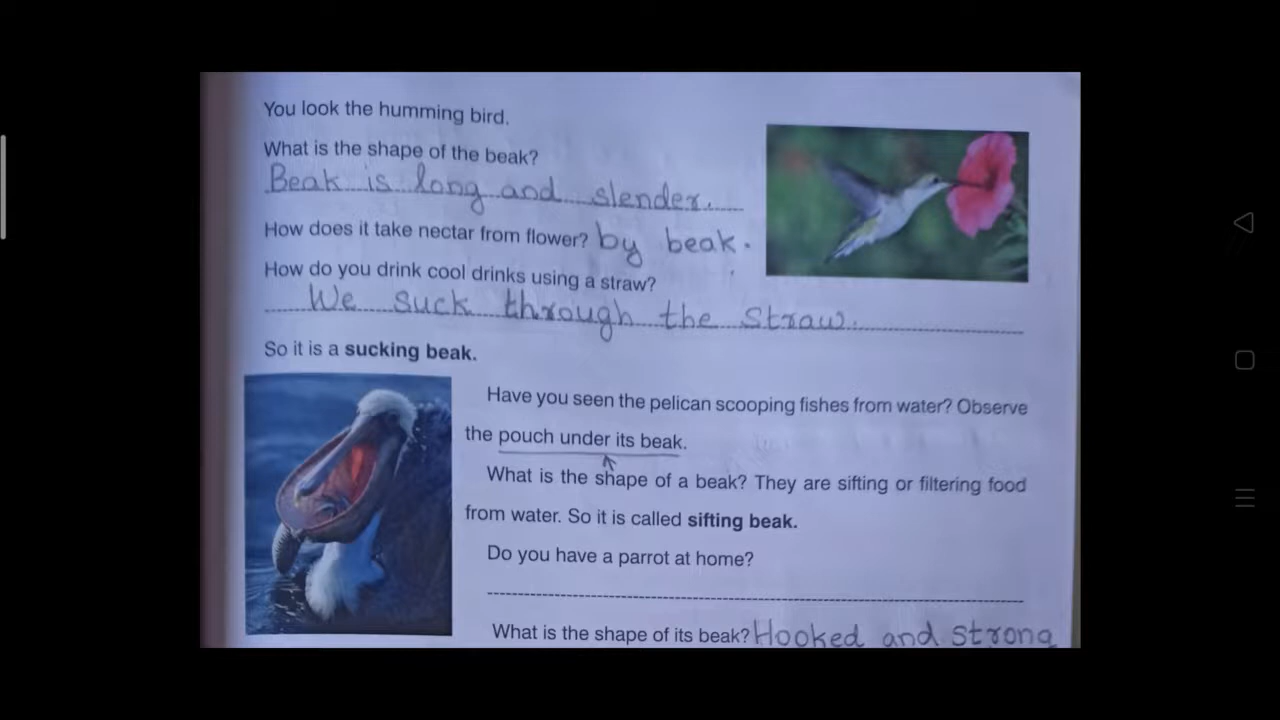 You look the humming bird.
What is the shape of the beak?
Beak is long and slender.
How does it take nectar from flower? by beak.
How do you drink cool drinks using a straw?
We suck through the straw.
So it is a sucking beak.
Have you seen the pelican scooping fishes from water? Observe
the pouch under its beak.
What is the shape of a beak? They are sifting or filtering food
from water. So it is called sifting beak.
Do you have a parrot at home?
What is the shape of its beak? Hooked and strong